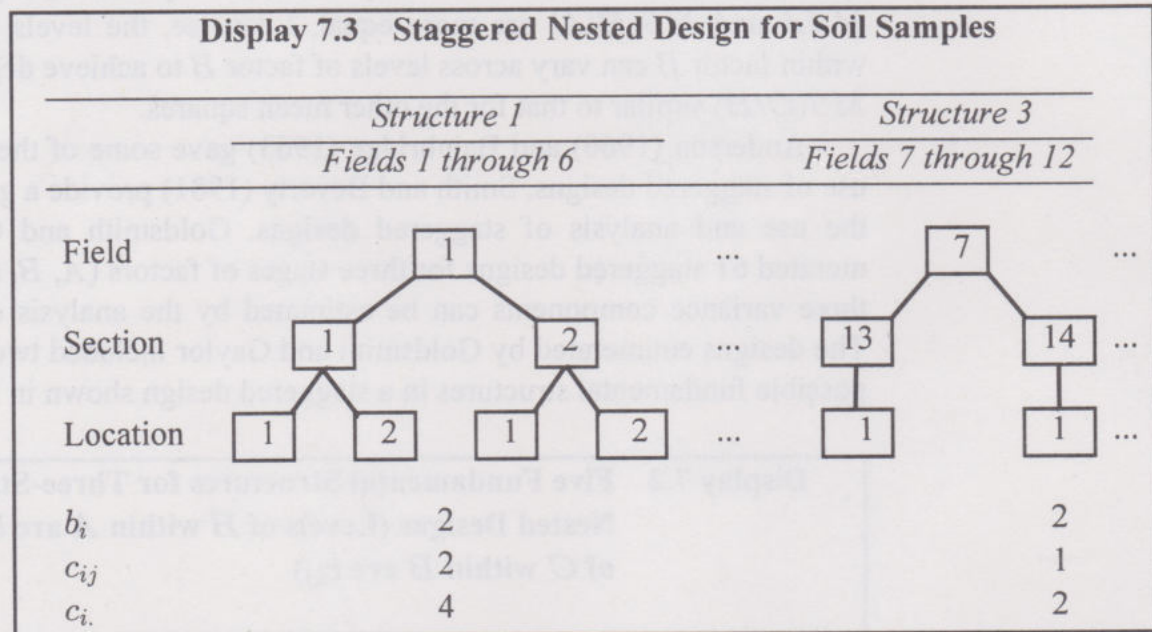 Display 7.3 Staggered Nested Design for Soil Samples
Structure 1 Structure 3
Fields 1 through 6 Fields 7 through 12
Field 1 ... 7 ...
Section 1 2 ... 13 14 ...
Location 1 2 1 2 ... 1 1 ...
b_i 2 2
c_ij 2 1
c_i. 4 2